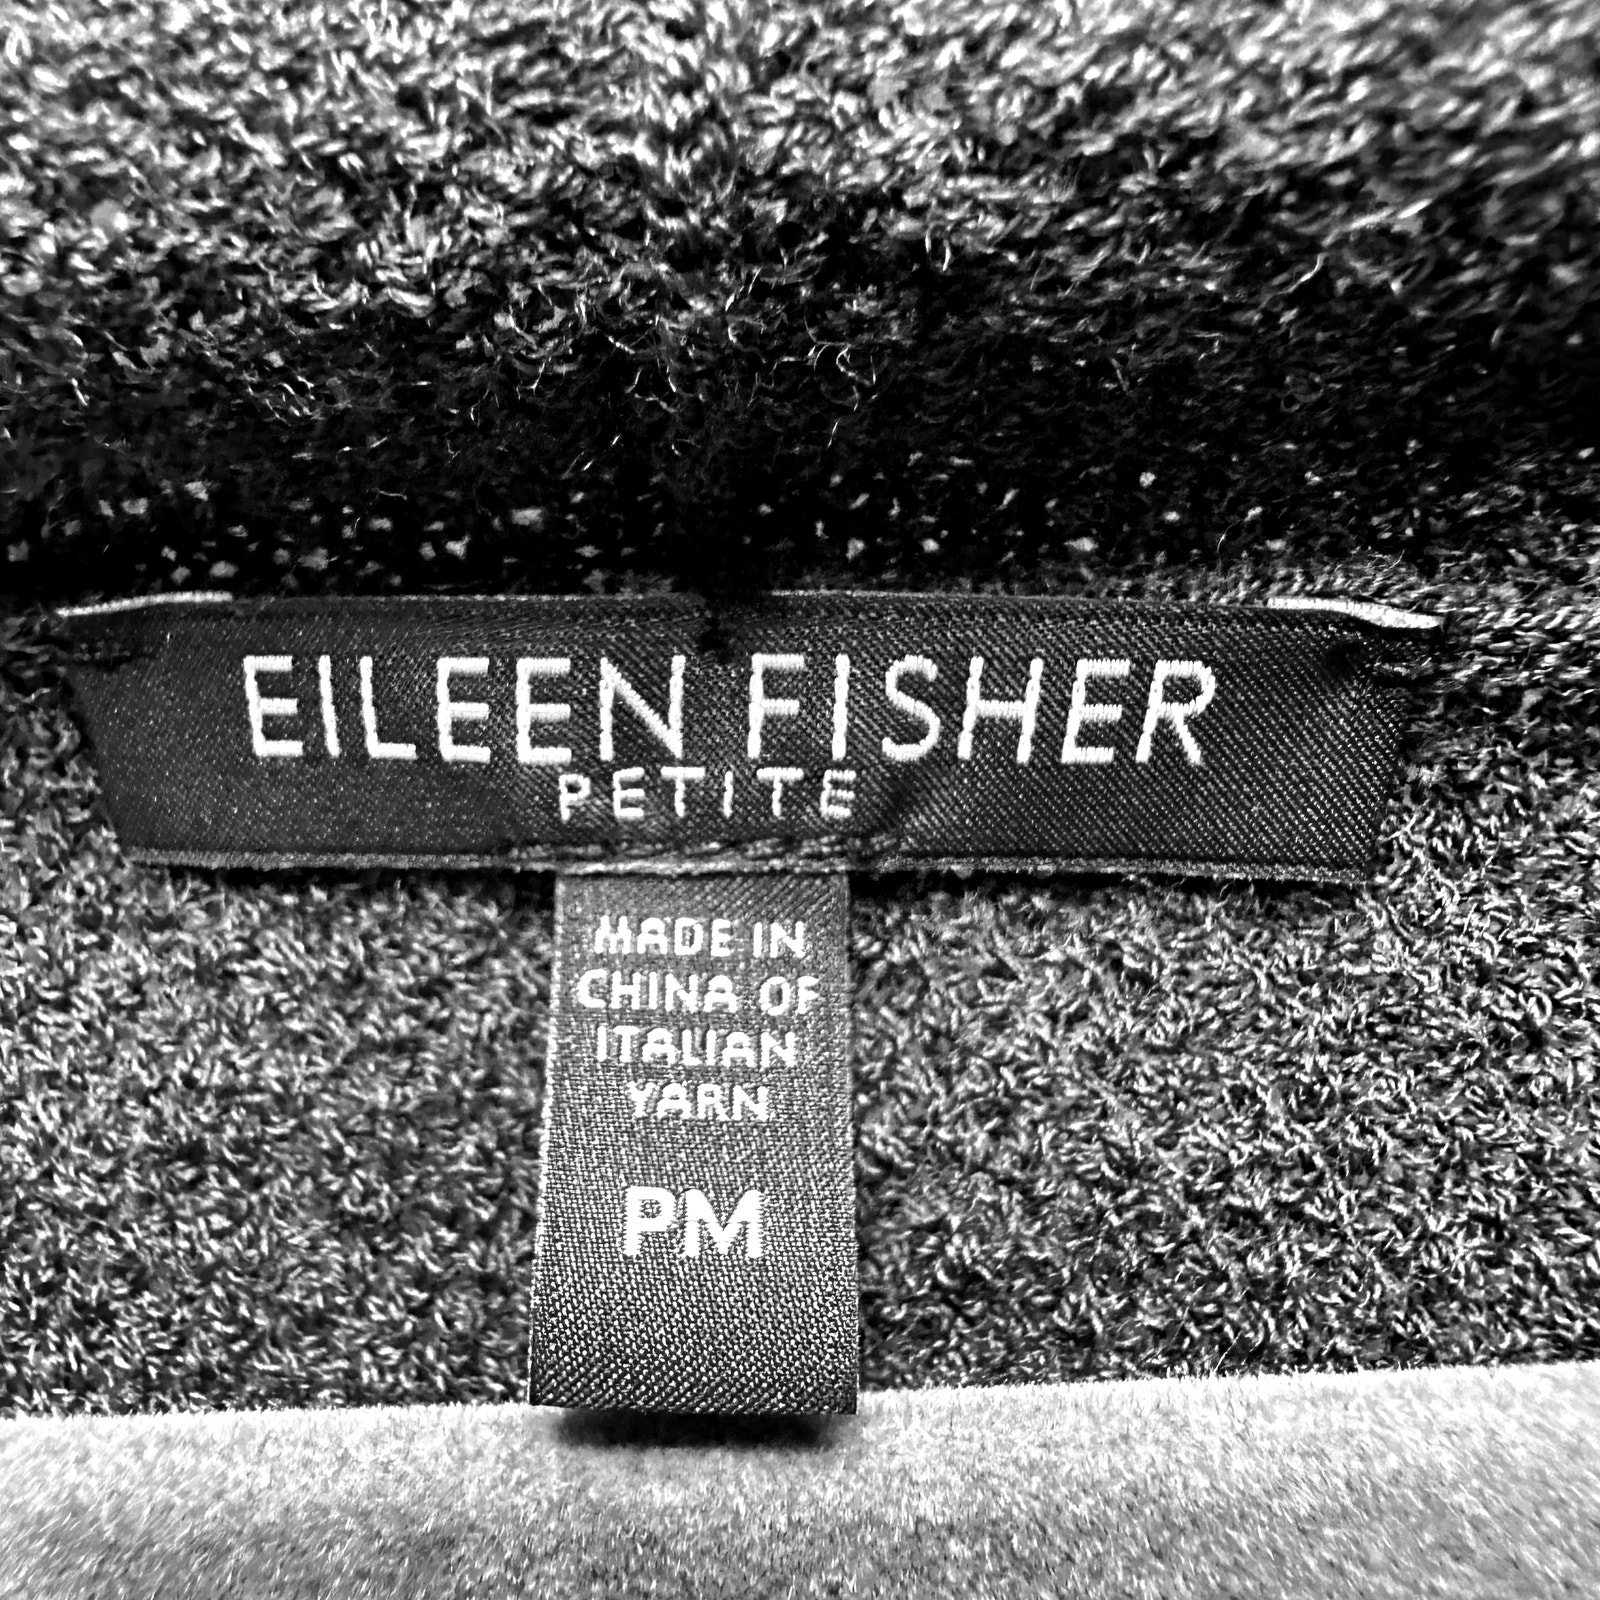 EILEEN FISHER
PETITE
MADE IN
CHINA OF
ITALIAN
YARN
PM